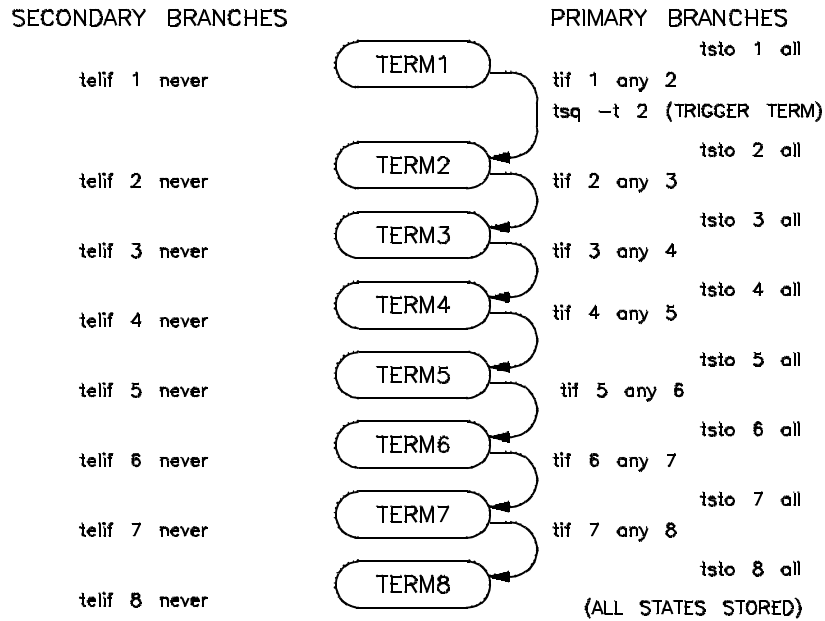 SECONDARY BRANCHES
PRIMARY BRANCHES
TERM1
tsto 1 all
telif 1 never
tif 1 any 2
tsq -t 2 (TRIGGER TERM)
TERM2
tsto 2 all
telif 2 never
tif 2 any 3
TERM3
tsto 3 all
telif 3 never
tif 3 any 4
TERM4
tsto 4 all
telif 4 never
tif 4 any 5
TERM5
tsto 5 all
telif 5 never
tif 5 any 6
TERM6
tsto 6 all
telif 6 never
tif 6 any 7
TERM7
tsto 7 all
telif 7 never
tif 7 any 8
TERM8
tsto 8 all
telif 8 never
(ALL STATES STORED)